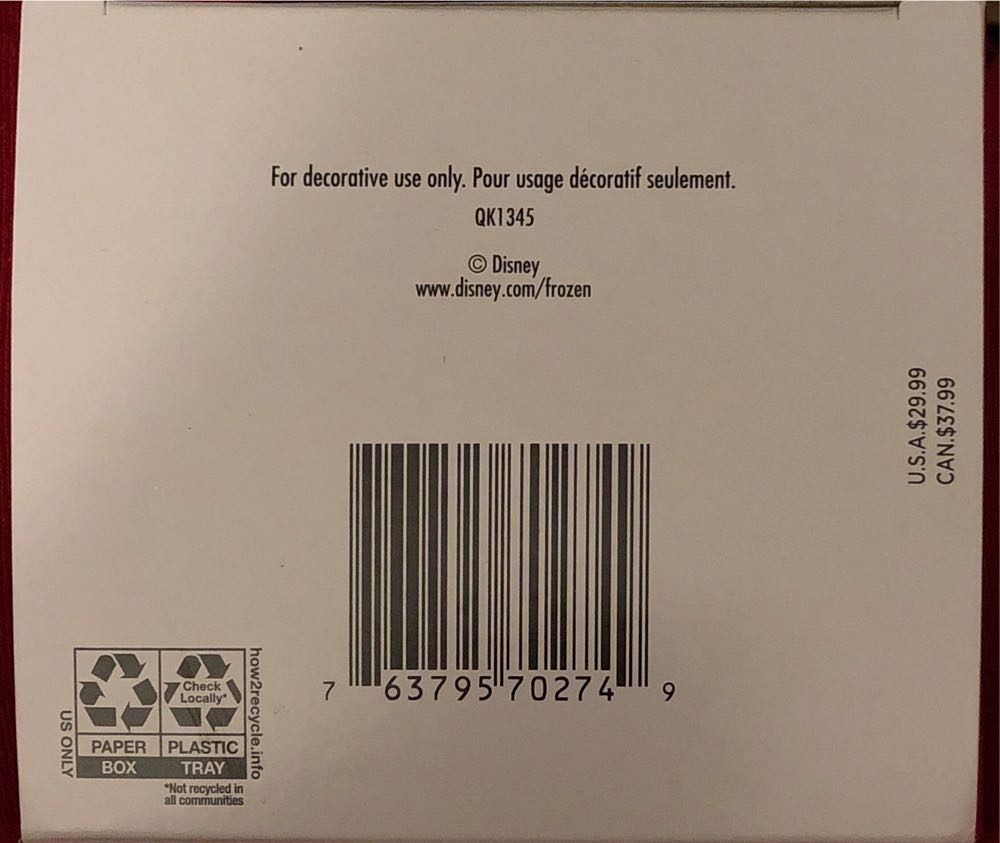 For decorative use only. Pour usage décoratif seulement.
QK1345
© Disney
www.disney.com/frozen
U.S.A.$29.99
CAN.$37.99
7 63795 70274 9
how2recycle.info
US ONLY
Check
Locally*
PAPER
PLASTIC
BOX
TRAY
*Not recycled in
all communities